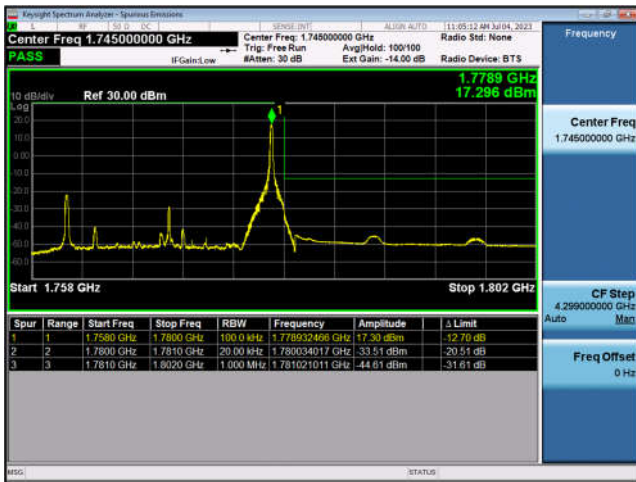 Keysight Spectrum Analyzer - Spurious Emissions
L RF 50 Ω DC SENSE:INT ALIGN AUTO 11:05:12 AM Jul 04, 2023
Center Freq 1.745000000 GHz
Center Freq: 1.745000000 GHz
Radio Std: None
Trig: Free Run
Avg|Hold: 100/100
PASS
IFGain:Low
#Atten: 30 dB
Ext Gain: -14.00 dB
Radio Device: BTS
1.7789 GHz
17.296 dBm
10 dB/div Ref 30.00 dBm
Log
1
20.0
10.0
0.00
-10.0
-20.0
-30.0
-40.0
-50.0
-60.0
Start 1.758 GHz Stop 1.802 GHz
Spur Range Start Freq Stop Freq RBW Frequency Amplitude Δ Limit
1 1 1.7580 GHz 1.7800 GHz 100.0 kHz 1.778932466 GHz 17.30 dBm -12.70 dB
2 2 1.7800 GHz 1.7810 GHz 20.00 kHz 1.780034017 GHz -33.51 dBm -20.51 dB
3 3 1.7810 GHz 1.8020 GHz 1.000 MHz 1.781021011 GHz -44.61 dBm -31.61 dB
Frequency
Center Freq
1.745000000 GHz
CF Step
4.299000000 GHz
Auto Man
Freq Offset
0 Hz
MSG STATUS